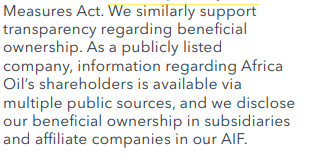 Measures Act. We similarly support
transparency regarding beneficial
ownership. As a publicly listed
company, information regarding Africa
Oil's shareholders is available via
multiple public sources, and we disclose
our beneficial ownership in subsidiaries
and affiliate companies in our AIF.